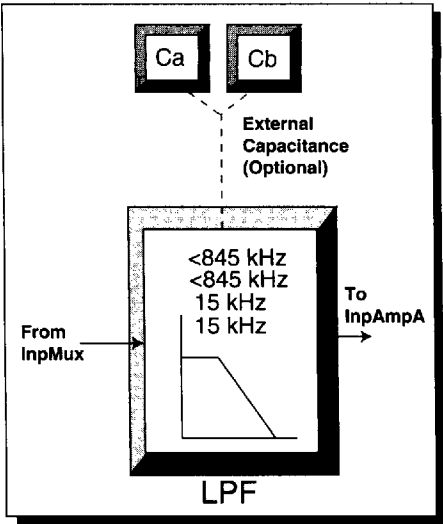 Ca
Cb
External
Capacitance
(Optional)
<845 kHz
<845 kHz
15 kHz
15 kHz
From
InpMux
To
InpAmpA
LPF